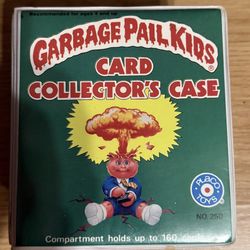 Recommended for ages 4 and up
GARBAGE PAIL KIDS®
CARD
COLLECTOR'S CASE
PLACO
TOYS
NO. 250
Compartment holds up to 160 cards